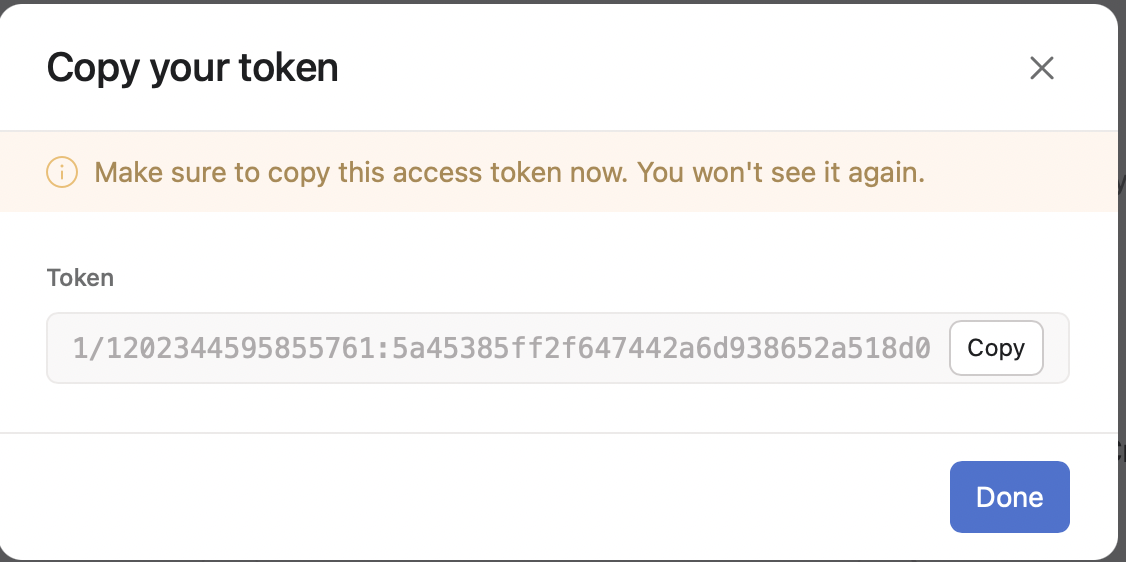 Copy your token
Make sure to copy this access token now. You won't see it again.
Token
1/1202344595855761:5a45385ff2f647442a6d938652a518d0
Copy
Done